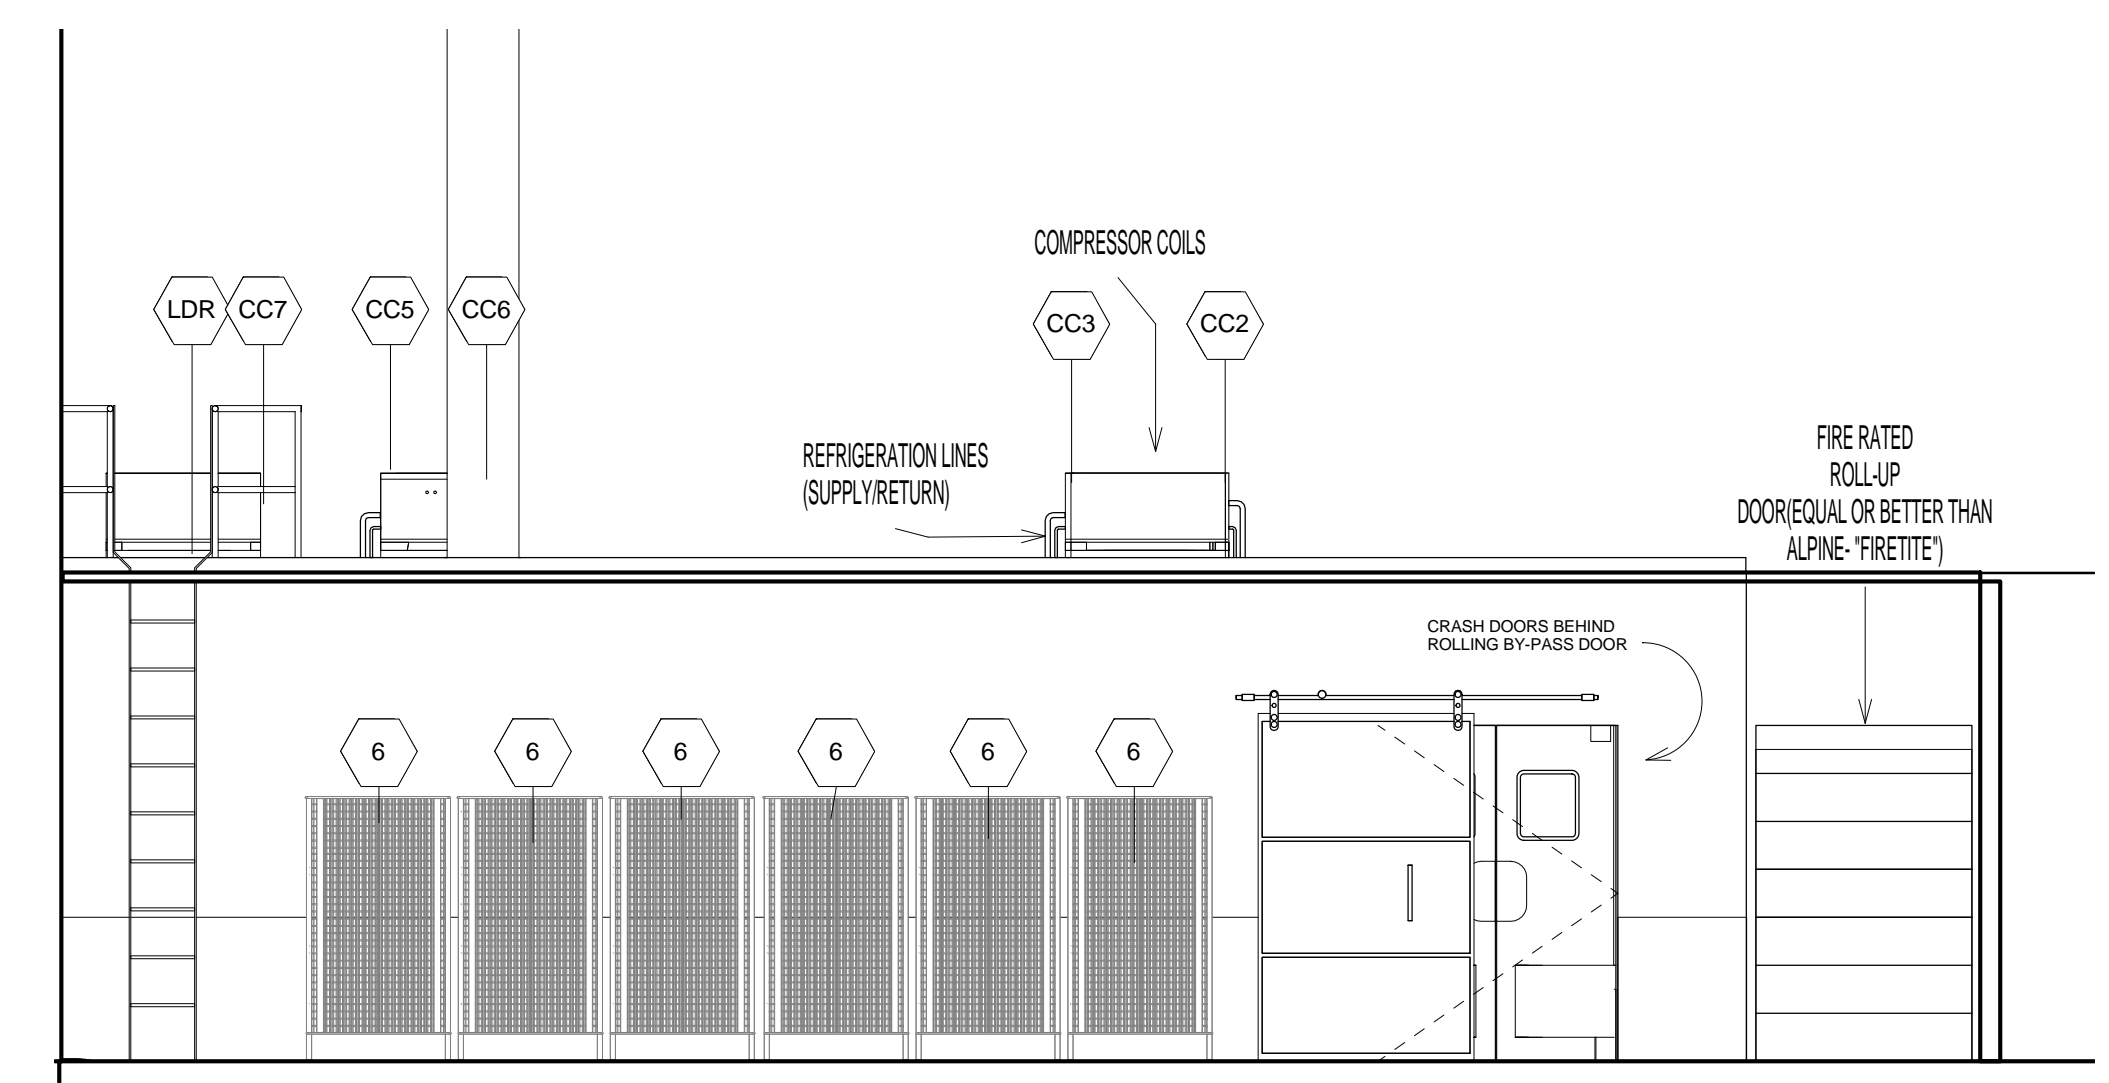 COMPRESSOR COILS
LDR
CC7
CC5
CC6
CC3
CC2
REFRIGERATION LINES
(SUPPLY/RETURN)
FIRE RATED
ROLL-UP
DOOR(EQUAL OR BETTER THAN
ALPINE- "FIRETITE")
CRASH DOORS BEHIND
ROLLING BY-PASS DOOR
6
6
6
6
6
6